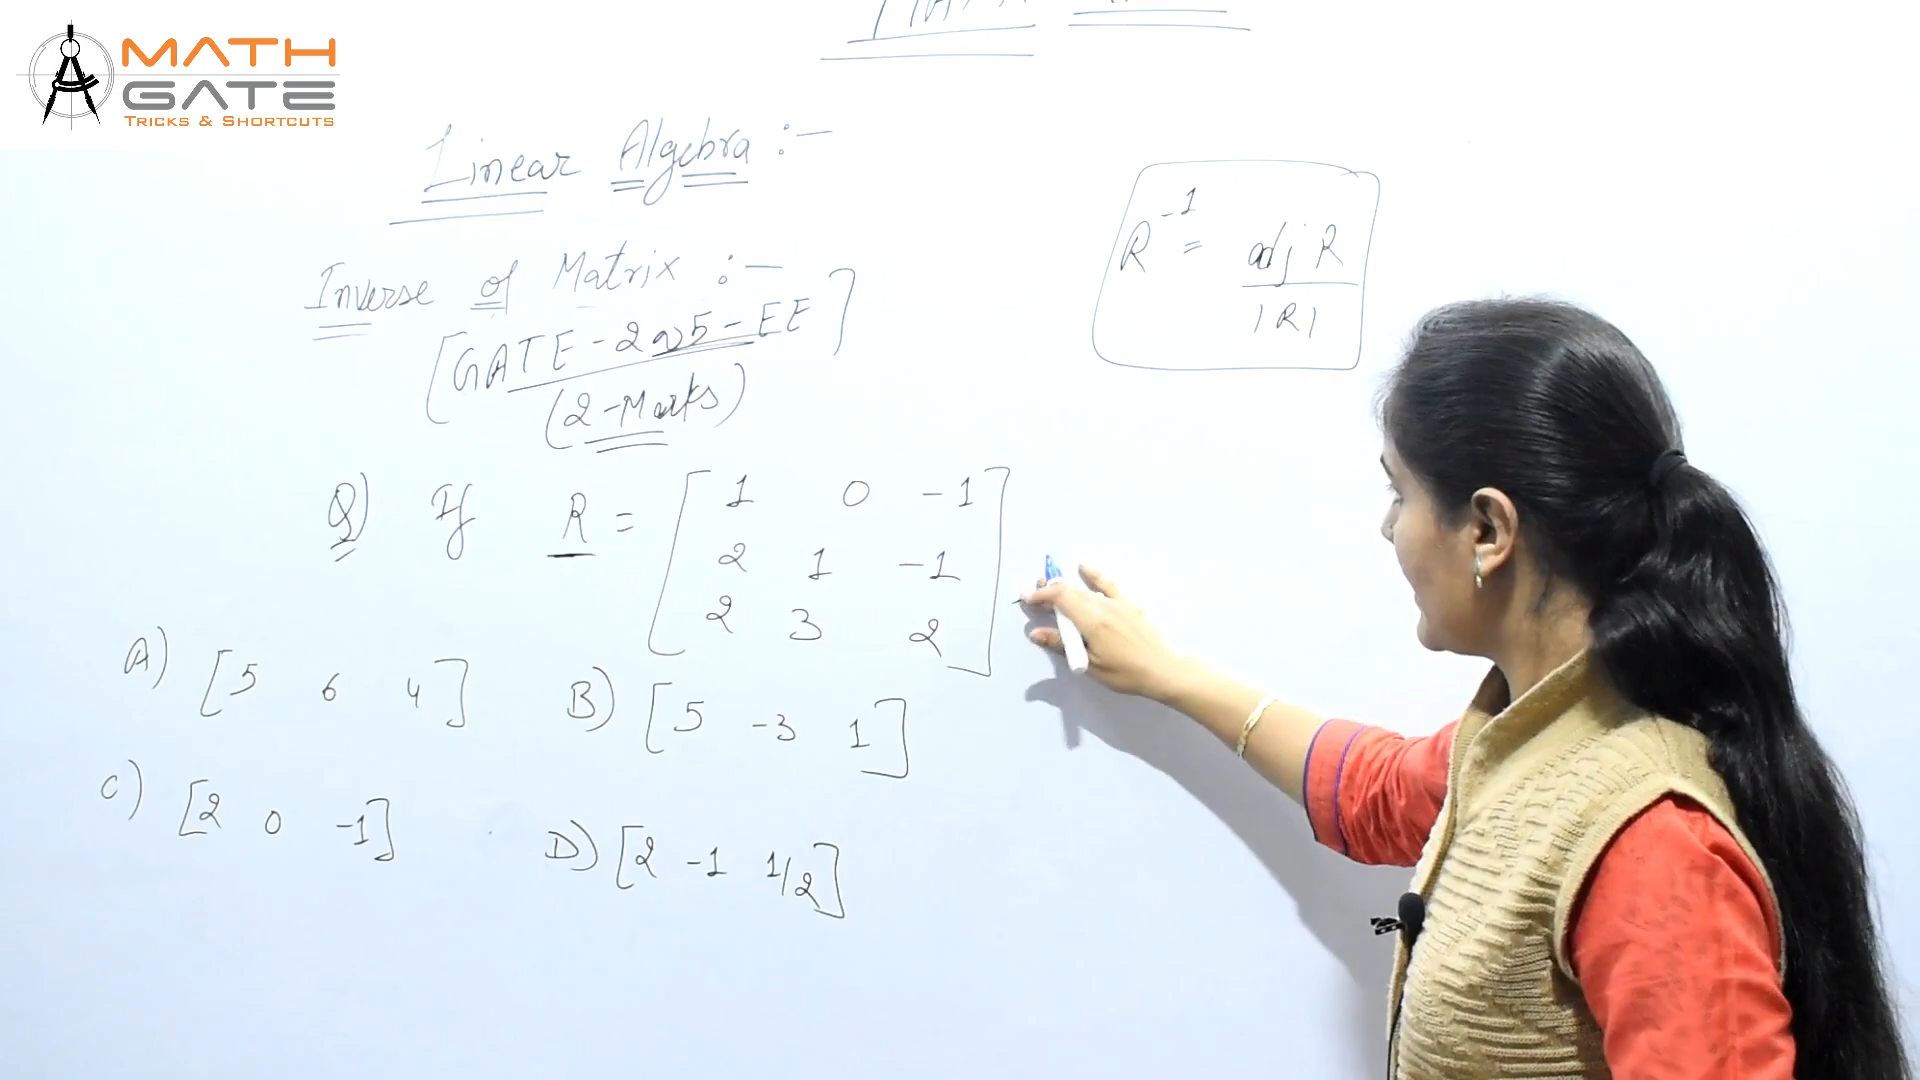 MATH
GATE
TRICKS & SHORTCUTS
Linear Algebra :-
Inverse of Matrix :-
[GATE - 2005 - EE]
(2-Marks)
R⁻¹ = adj R / |R|
Q) If R = [1 0 -1
2 1 -1
2 3 2]
A) [5 6 4] B) [5 -3 1]
C) [2 0 -1] D) [2 -1 1/2]